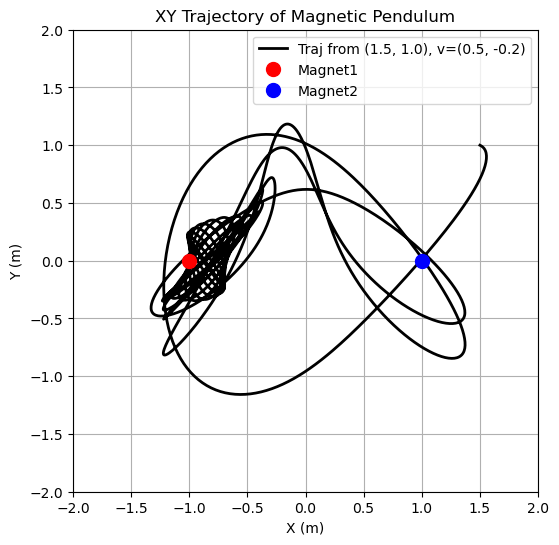 XY Trajectory of Magnetic Pendulum
Traj from (1.5, 1.0), v=(0.5, -0.2)
Magnet1
Magnet2
Y (m)
2.0
1.5
1.0
0.5
0.0
−0.5
−1.0
−1.5
−2.0
−2.0 −1.5 −1.0 −0.5 0.0 0.5 1.0 1.5 2.0
X (m)